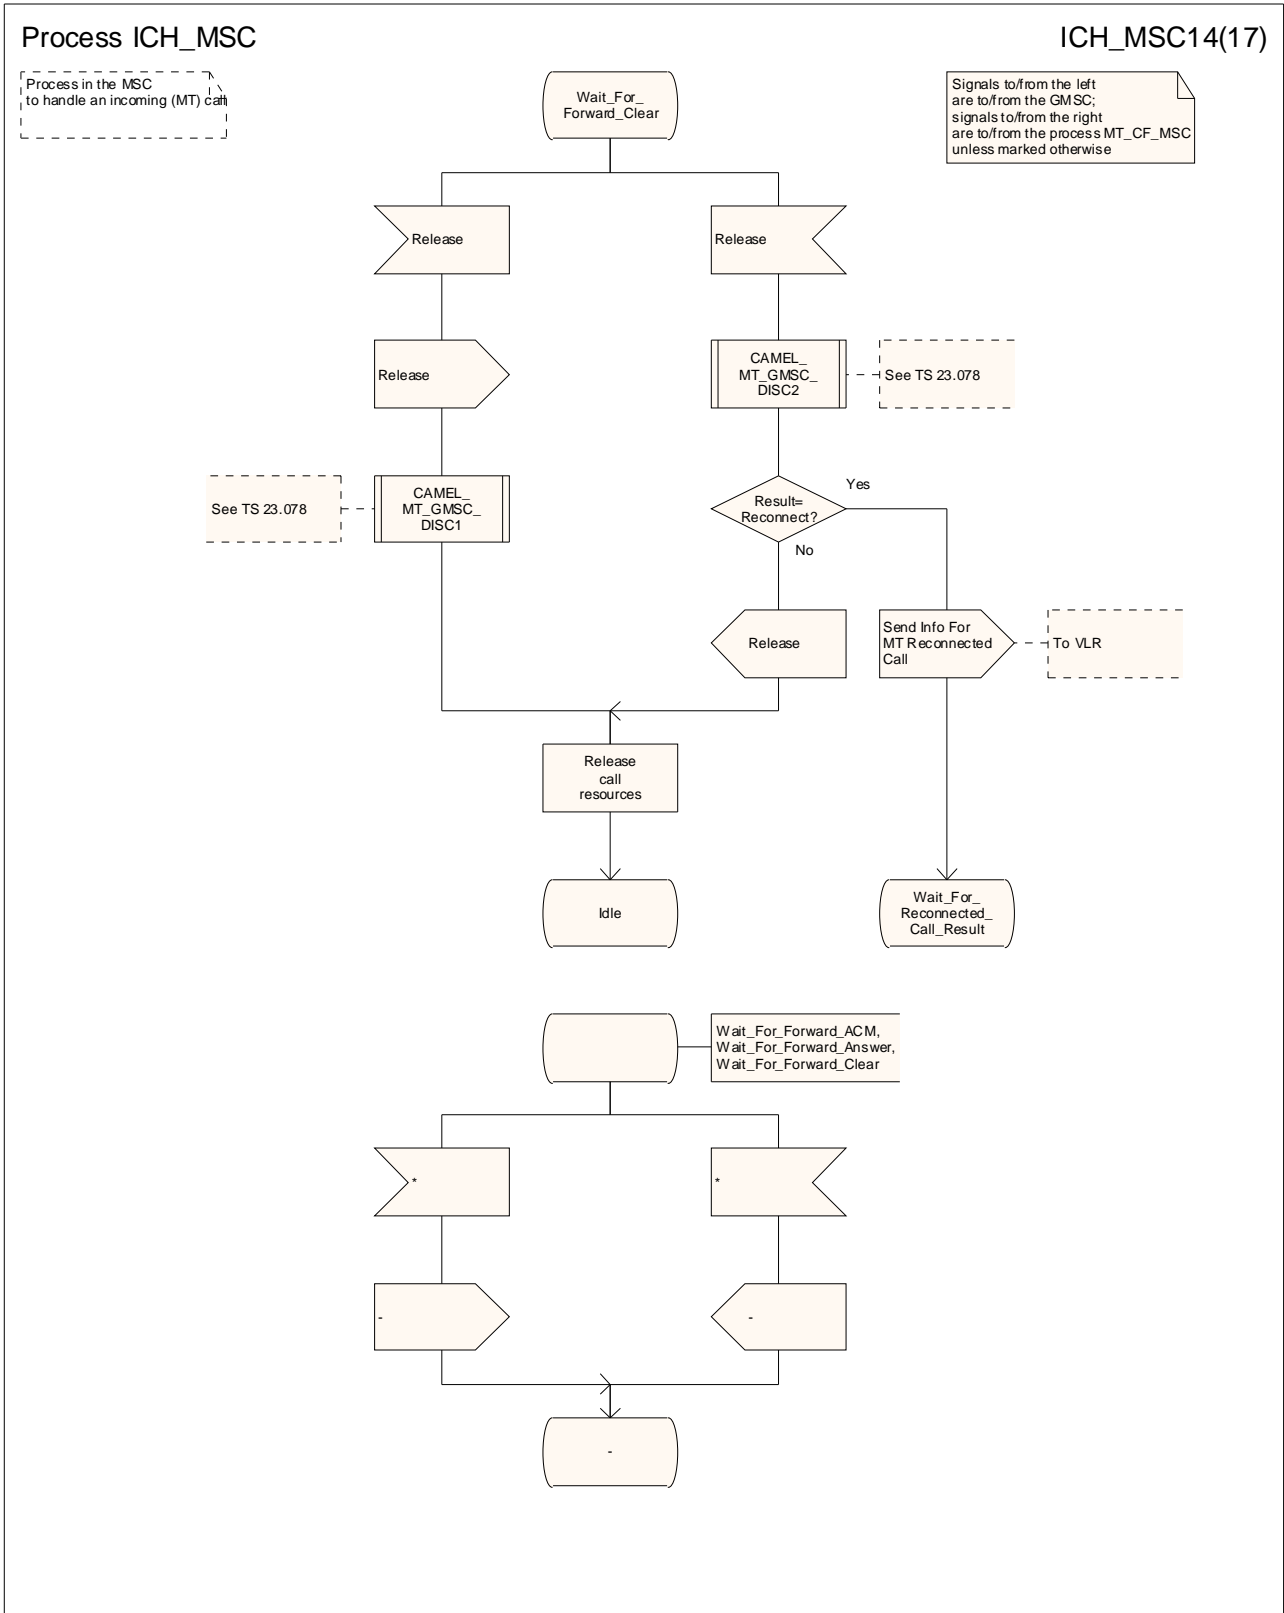 Process ICH_MSC
ICH_MSC14(17)
Process in the MSC
to handle an incoming (MT) call
Wait_For_
Forward_Clear
Signals to/from the left
are to/from the GMSC;
signals to/from the right
are to/from the process MT_CF_MSC
unless marked otherwise
Release
Release
Release
CAMEL_
MT_GMSC_
DISC2
See TS 23.078
See TS 23.078
CAMEL_
MT_GMSC_
DISC1
Result=
Reconnect?
Yes
No
Release
Send Info For
MT Reconnected
Call
To VLR
Release
call
resources
Idle
Wait_For_
Reconnected_
Call_Result
Wait_For_Forward_ACM,
Wait_For_Forward_Answer,
Wait_For_Forward_Clear
*
*
-
-
-